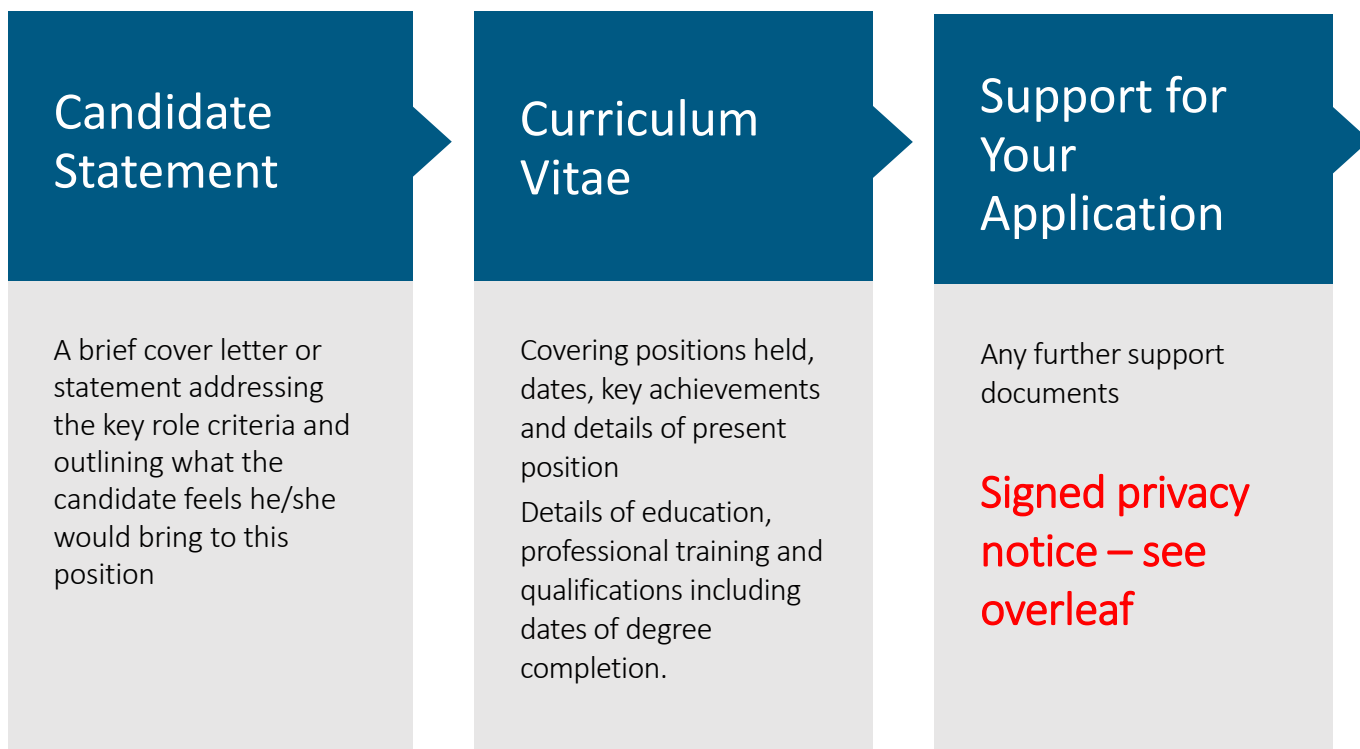 Candidate
Statement
A brief cover letter or
statement addressing
the key role criteria and
outlining what the
candidate feels he/she
would bring to this
position
Curriculum
Vitae
Covering positions held,
dates, key achievements
and details of present
position
Details of education,
professional training and
qualifications including
dates of degree
completion.
Support for
Your
Application
Any further support
documents
Signed privacy
notice – see
overleaf